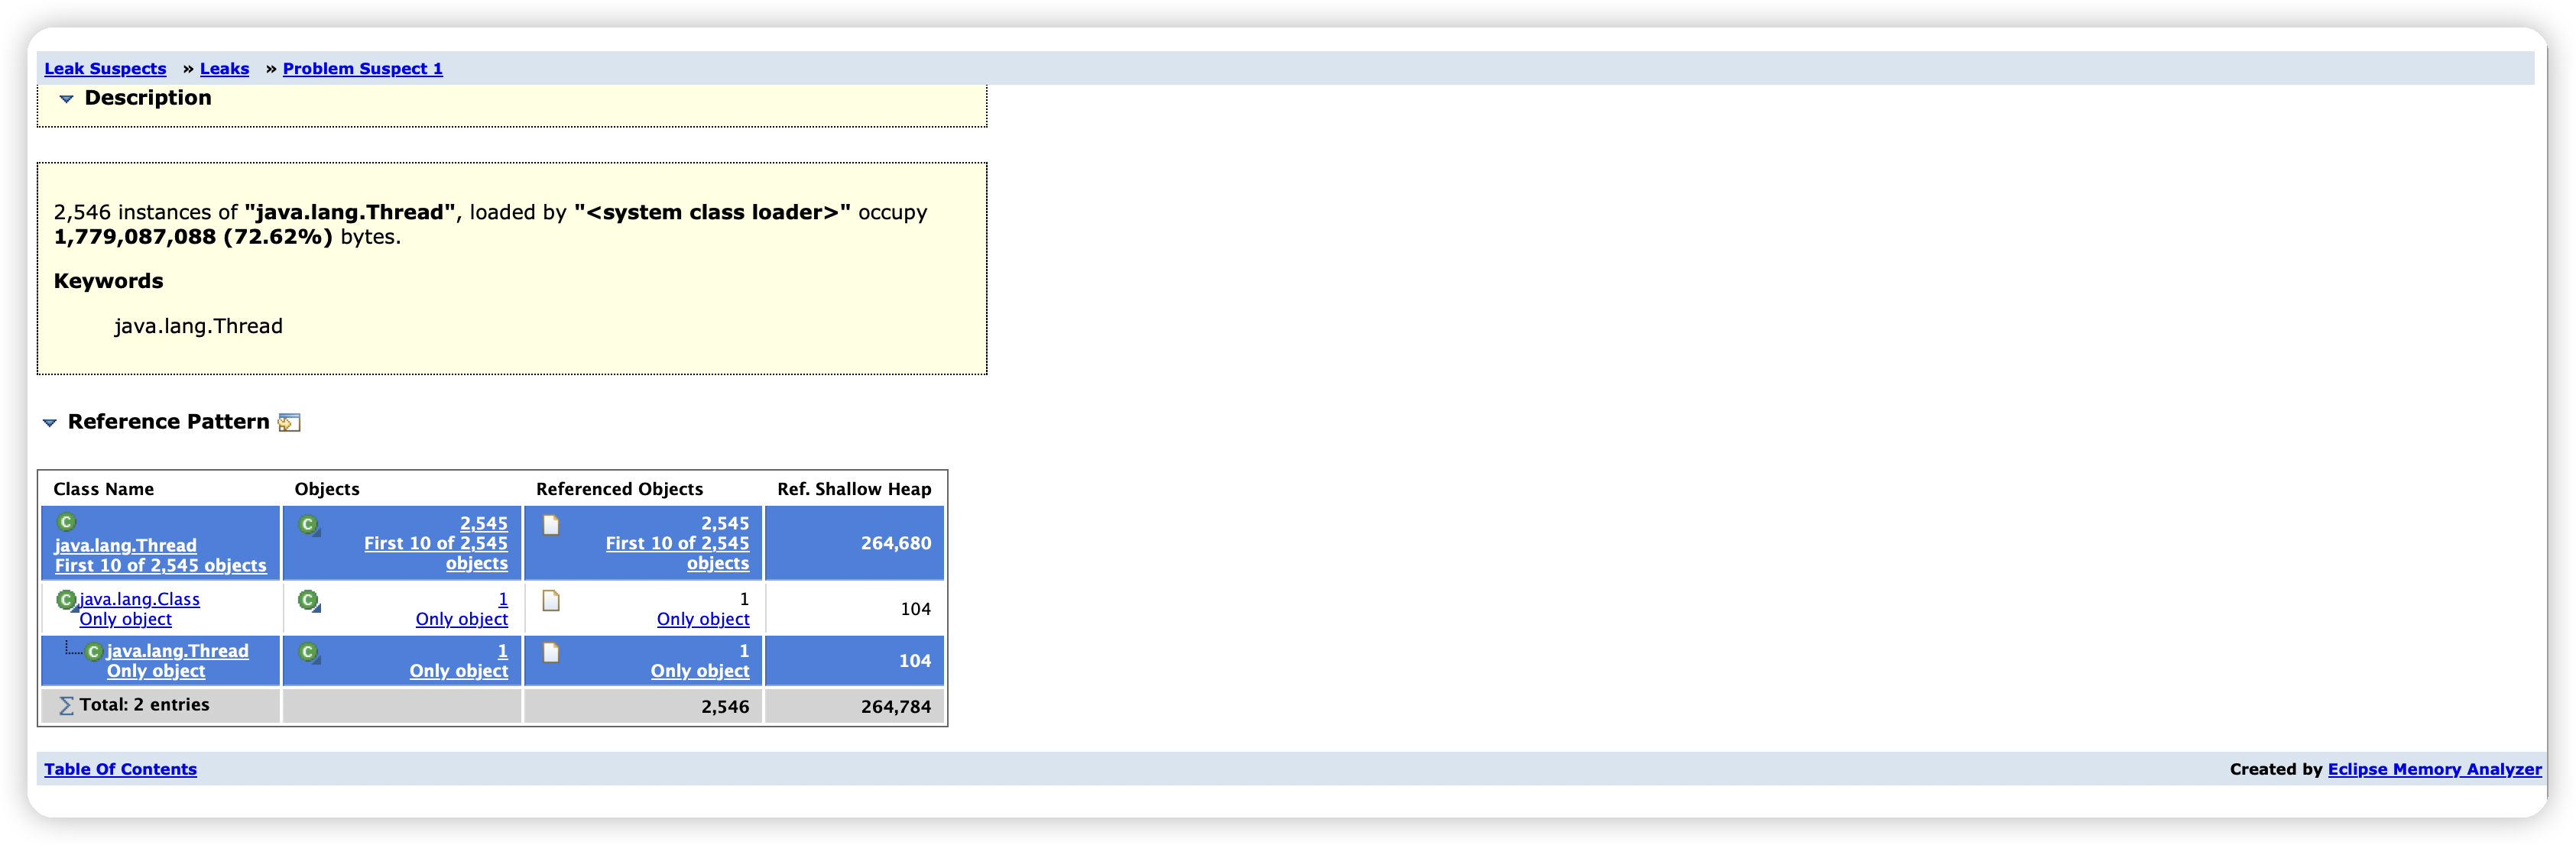 Leak Suspects » Leaks » Problem Suspect 1
Description
2,546 instances of "java.lang.Thread", loaded by "<system class loader>" occupy
1,779,087,088 (72.62%) bytes.
Keywords
java.lang.Thread
Reference Pattern
Class Name Objects Referenced Objects Ref. Shallow Heap
java.lang.Thread
First 10 of 2,545 objects
2,545
First 10 of 2,545
objects
2,545
First 10 of 2,545
objects
264,680
java.lang.Class
Only object
1
Only object
1
Only object
104
java.lang.Thread
Only object
1
Only object
1
Only object
104
Total: 2 entries 2,546 264,784
Table Of Contents
Created by Eclipse Memory Analyzer